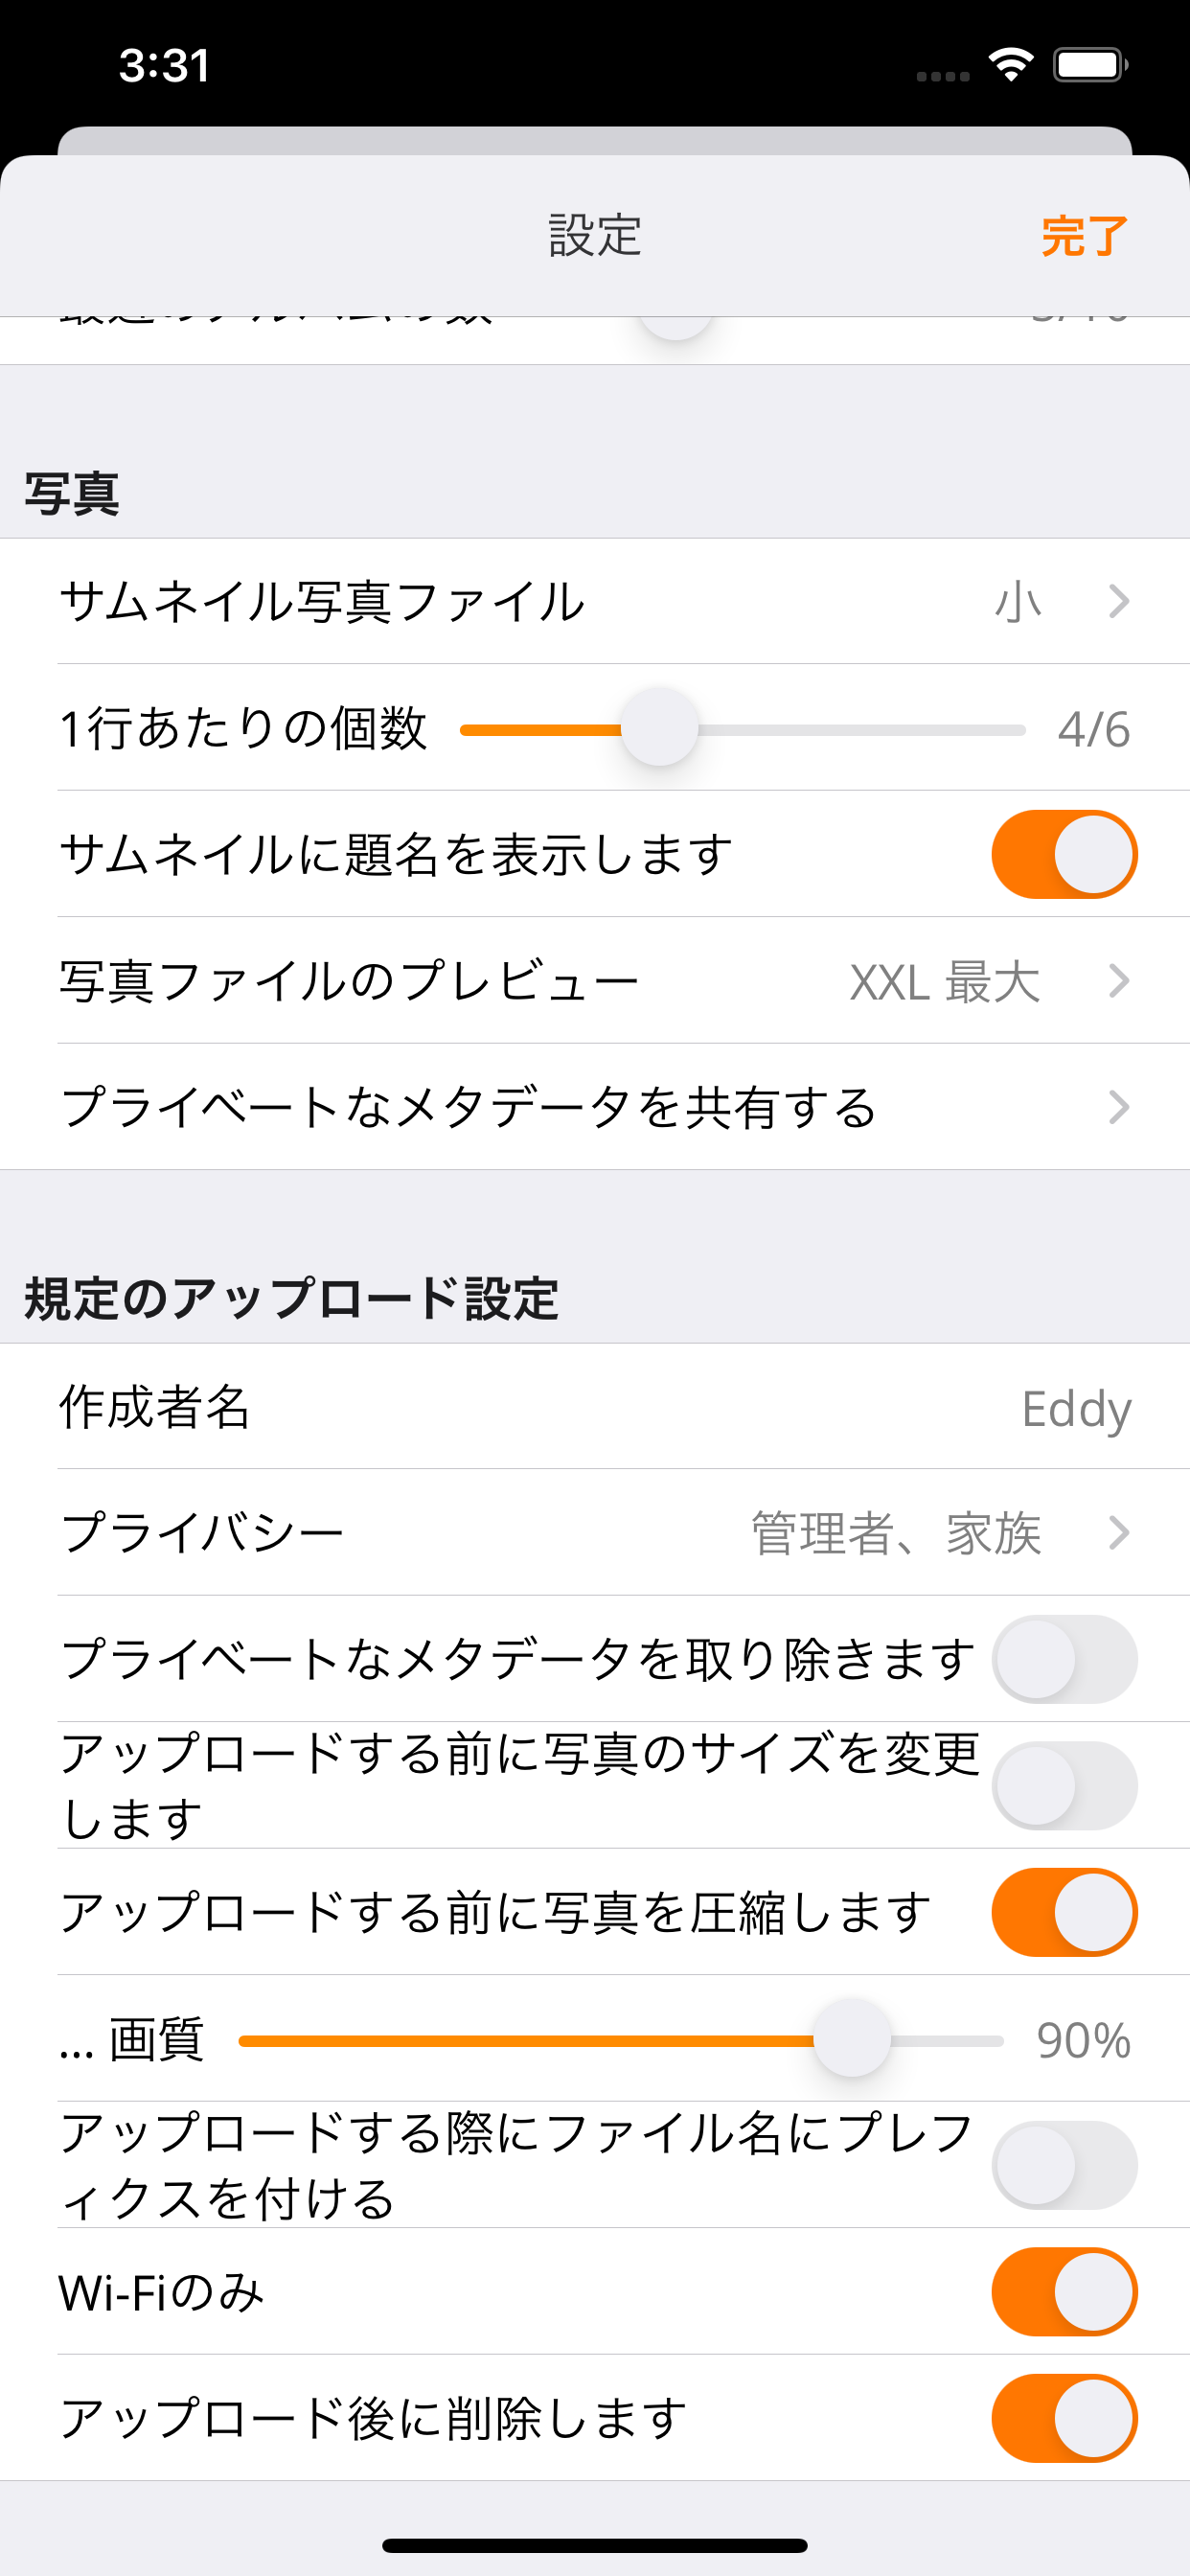 3:31
設定
完了
写真
サムネイル写真ファイル 小
1行あたりの個数 4/6
サムネイルに題名を表示します
写真ファイルのプレビュー XXL 最大
プライベートなメタデータを共有する
規定のアップロード設定
作成者名 Eddy
プライバシー 管理者、家族
プライベートなメタデータを取り除きます
アップロードする前に写真のサイズを変更
します
アップロードする前に写真を圧縮します
... 画質 90%
アップロードする際にファイル名にプレフ
ィクスを付ける
Wi-Fiのみ
アップロード後に削除します